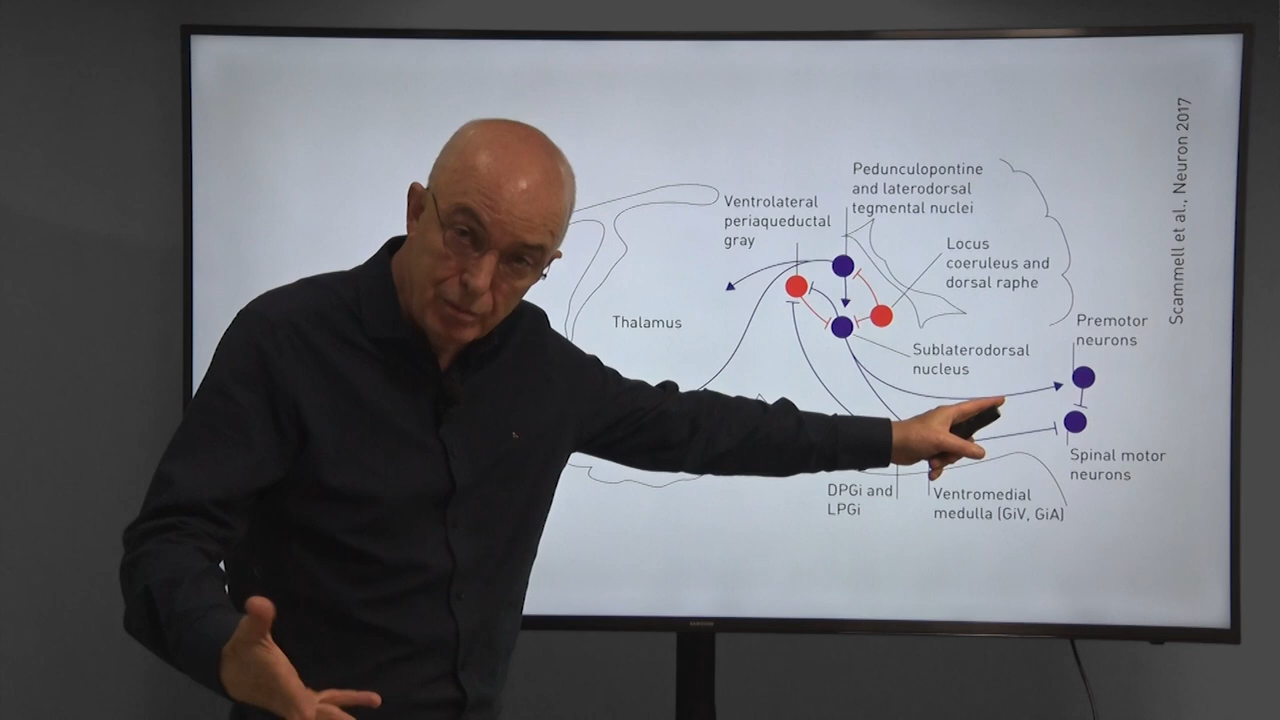 Pedunculopontine
and laterodorsal
tegmental nuclei
Ventrolateral
periaqueductal
gray
Locus
coeruleus and
dorsal raphe
Thalamus
Sublaterodorsal
nucleus
Premotor
neurons
Spinal motor
neurons
DPGi and
LPGi
Ventromedial
medulla (GiV, GiA)
Scammell et al., Neuron 2017
SAMSUNG